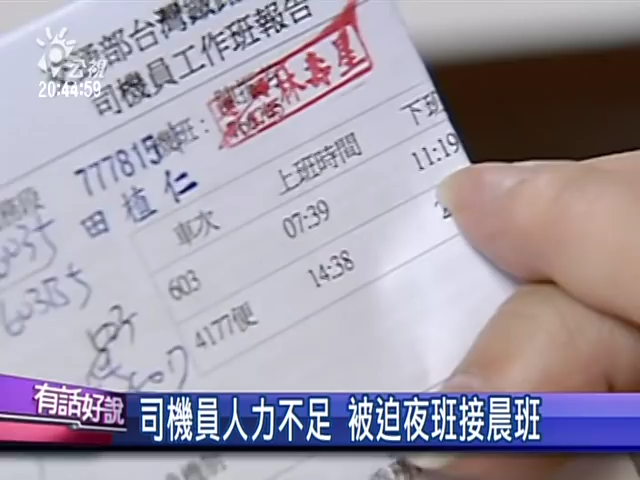 交通部台灣鐵路
公視
20:44:59
司機員工作班報告
林壽星
777815
機班：
田植仁
下班
上班時間
11:19
車次
07:39
603
14:38
4177便
有話好說
司機員人力不足 被迫夜班接晨班